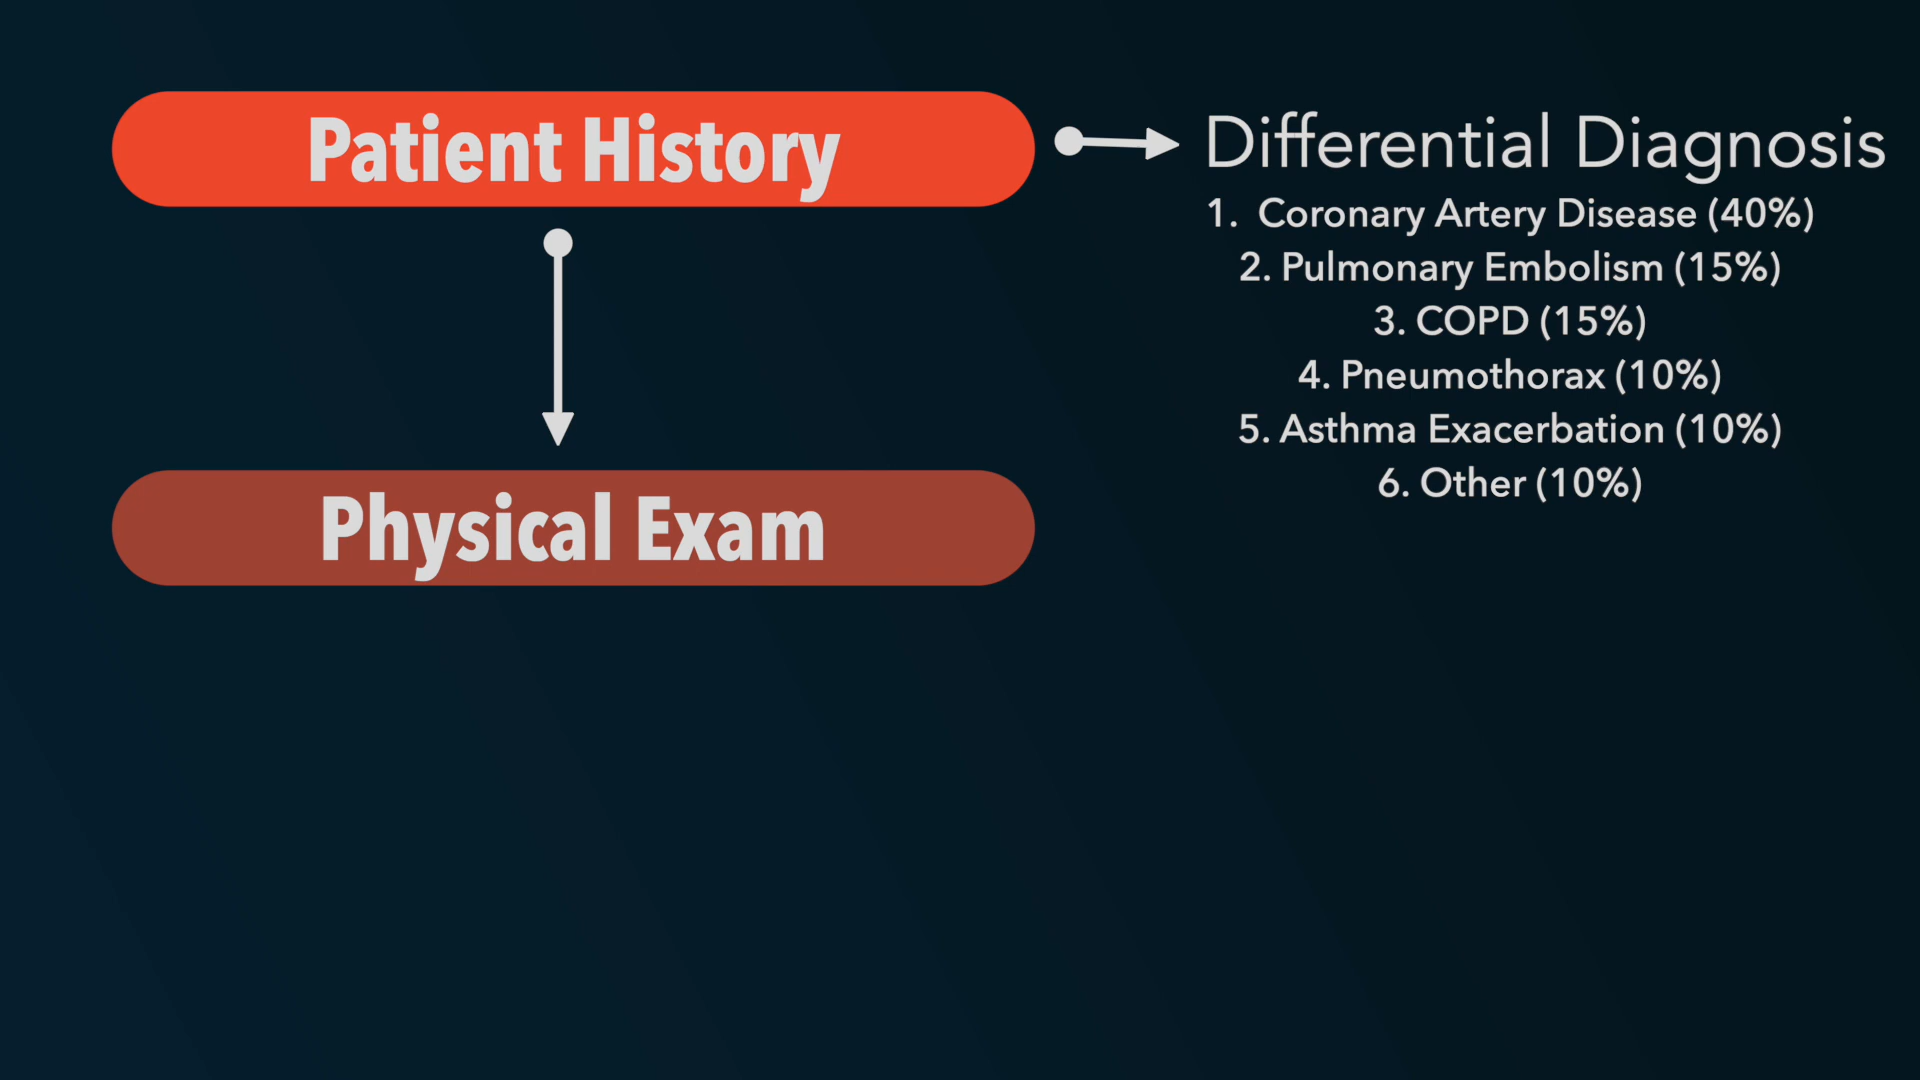 Patient History
Differential Diagnosis
1. Coronary Artery Disease (40%)
2. Pulmonary Embolism (15%)
3. COPD (15%)
4. Pneumothorax (10%)
5. Asthma Exacerbation (10%)
6. Other (10%)
Physical Exam